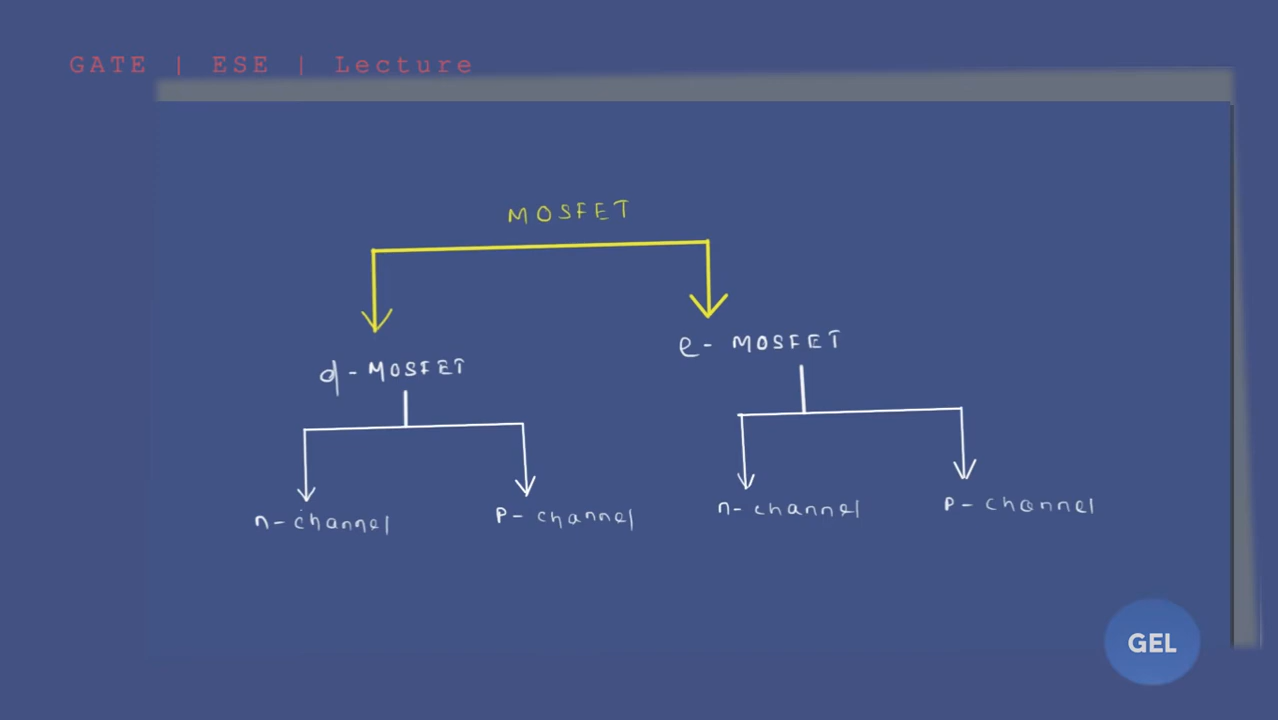 GATE | ESE | Lecture
MOSFET
d - MOSFET
e - MOSFET
n - channel
P - channel
n - channel
P - channel
GEL